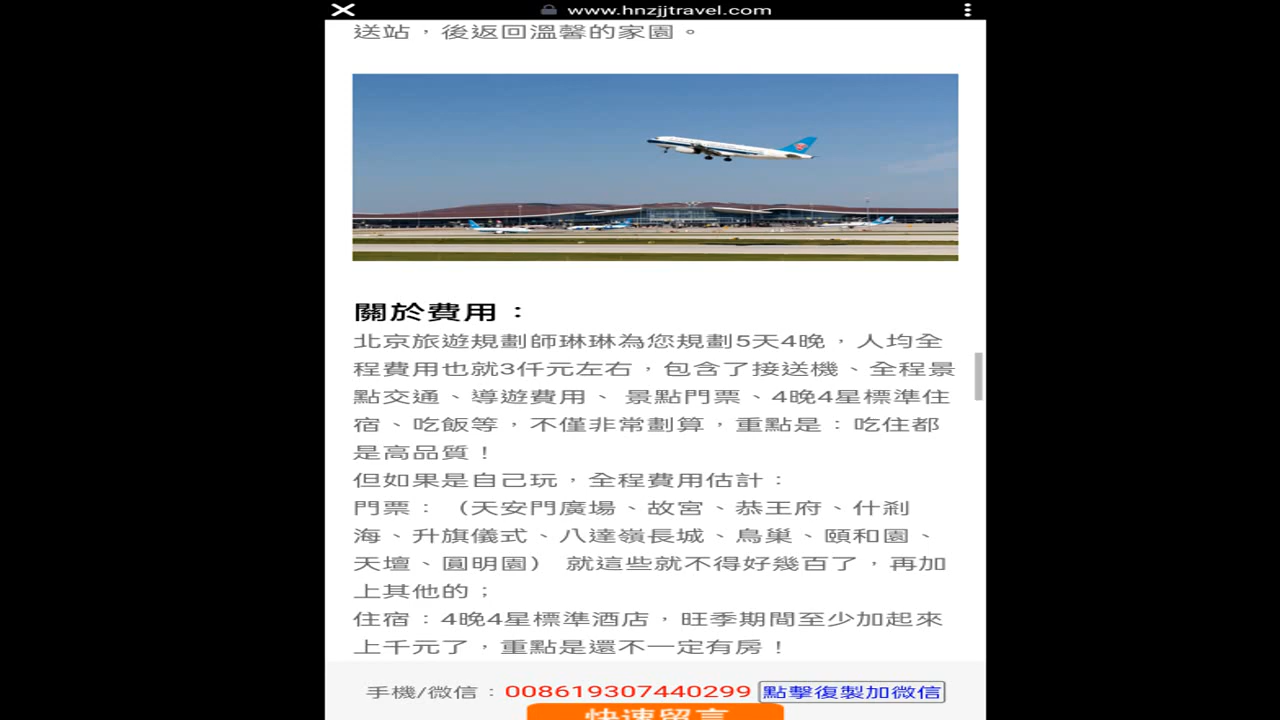 www.hnzjjtravel.com
送站，後返回溫馨的家園。
關於費用：
北京旅遊規劃師琳琳為您規劃5天4晚，人均全
程費用也就3仟元左右，包含了接送機、全程景
點交通、導遊費用、 景點門票、4晚4星標準住
宿、吃飯等，不僅非常劃算，重點是：吃住都
是高品質！
但如果是自己玩，全程費用估計：
門票：（天安門廣場、故宮、恭王府、什剎
海、升旗儀式、八達嶺長城、鳥巢、頤和園、
天壇、圓明園） 就這些就不得好幾百了，再加
上其他的；
住宿：4晚4星標準酒店，旺季期間至少加起來
上千元了，重點是還不一定有房！
手機/微信：008619307440299 點擊復製加微信
快速留言